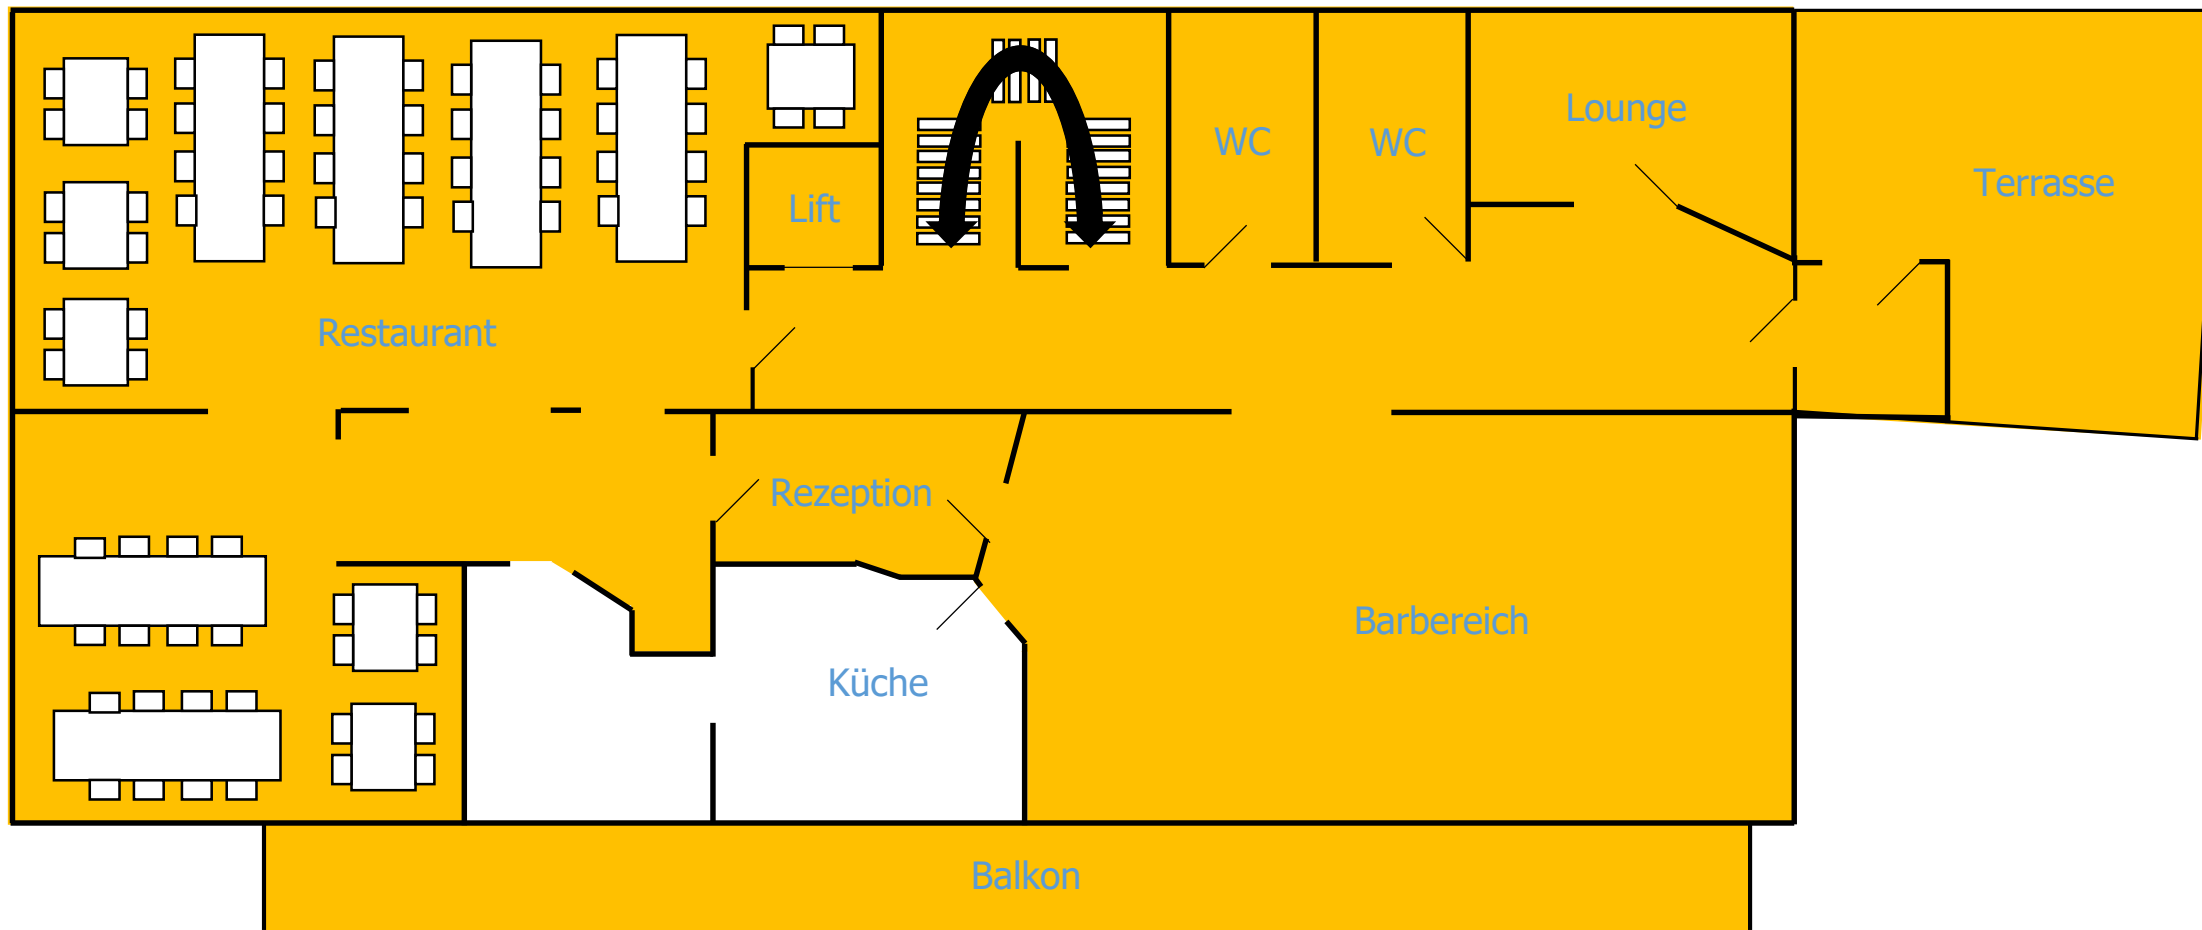 Lounge
WC
WC
Terrasse
Lift
Restaurant
Rezeption
Barbereich
Küche
Balkon